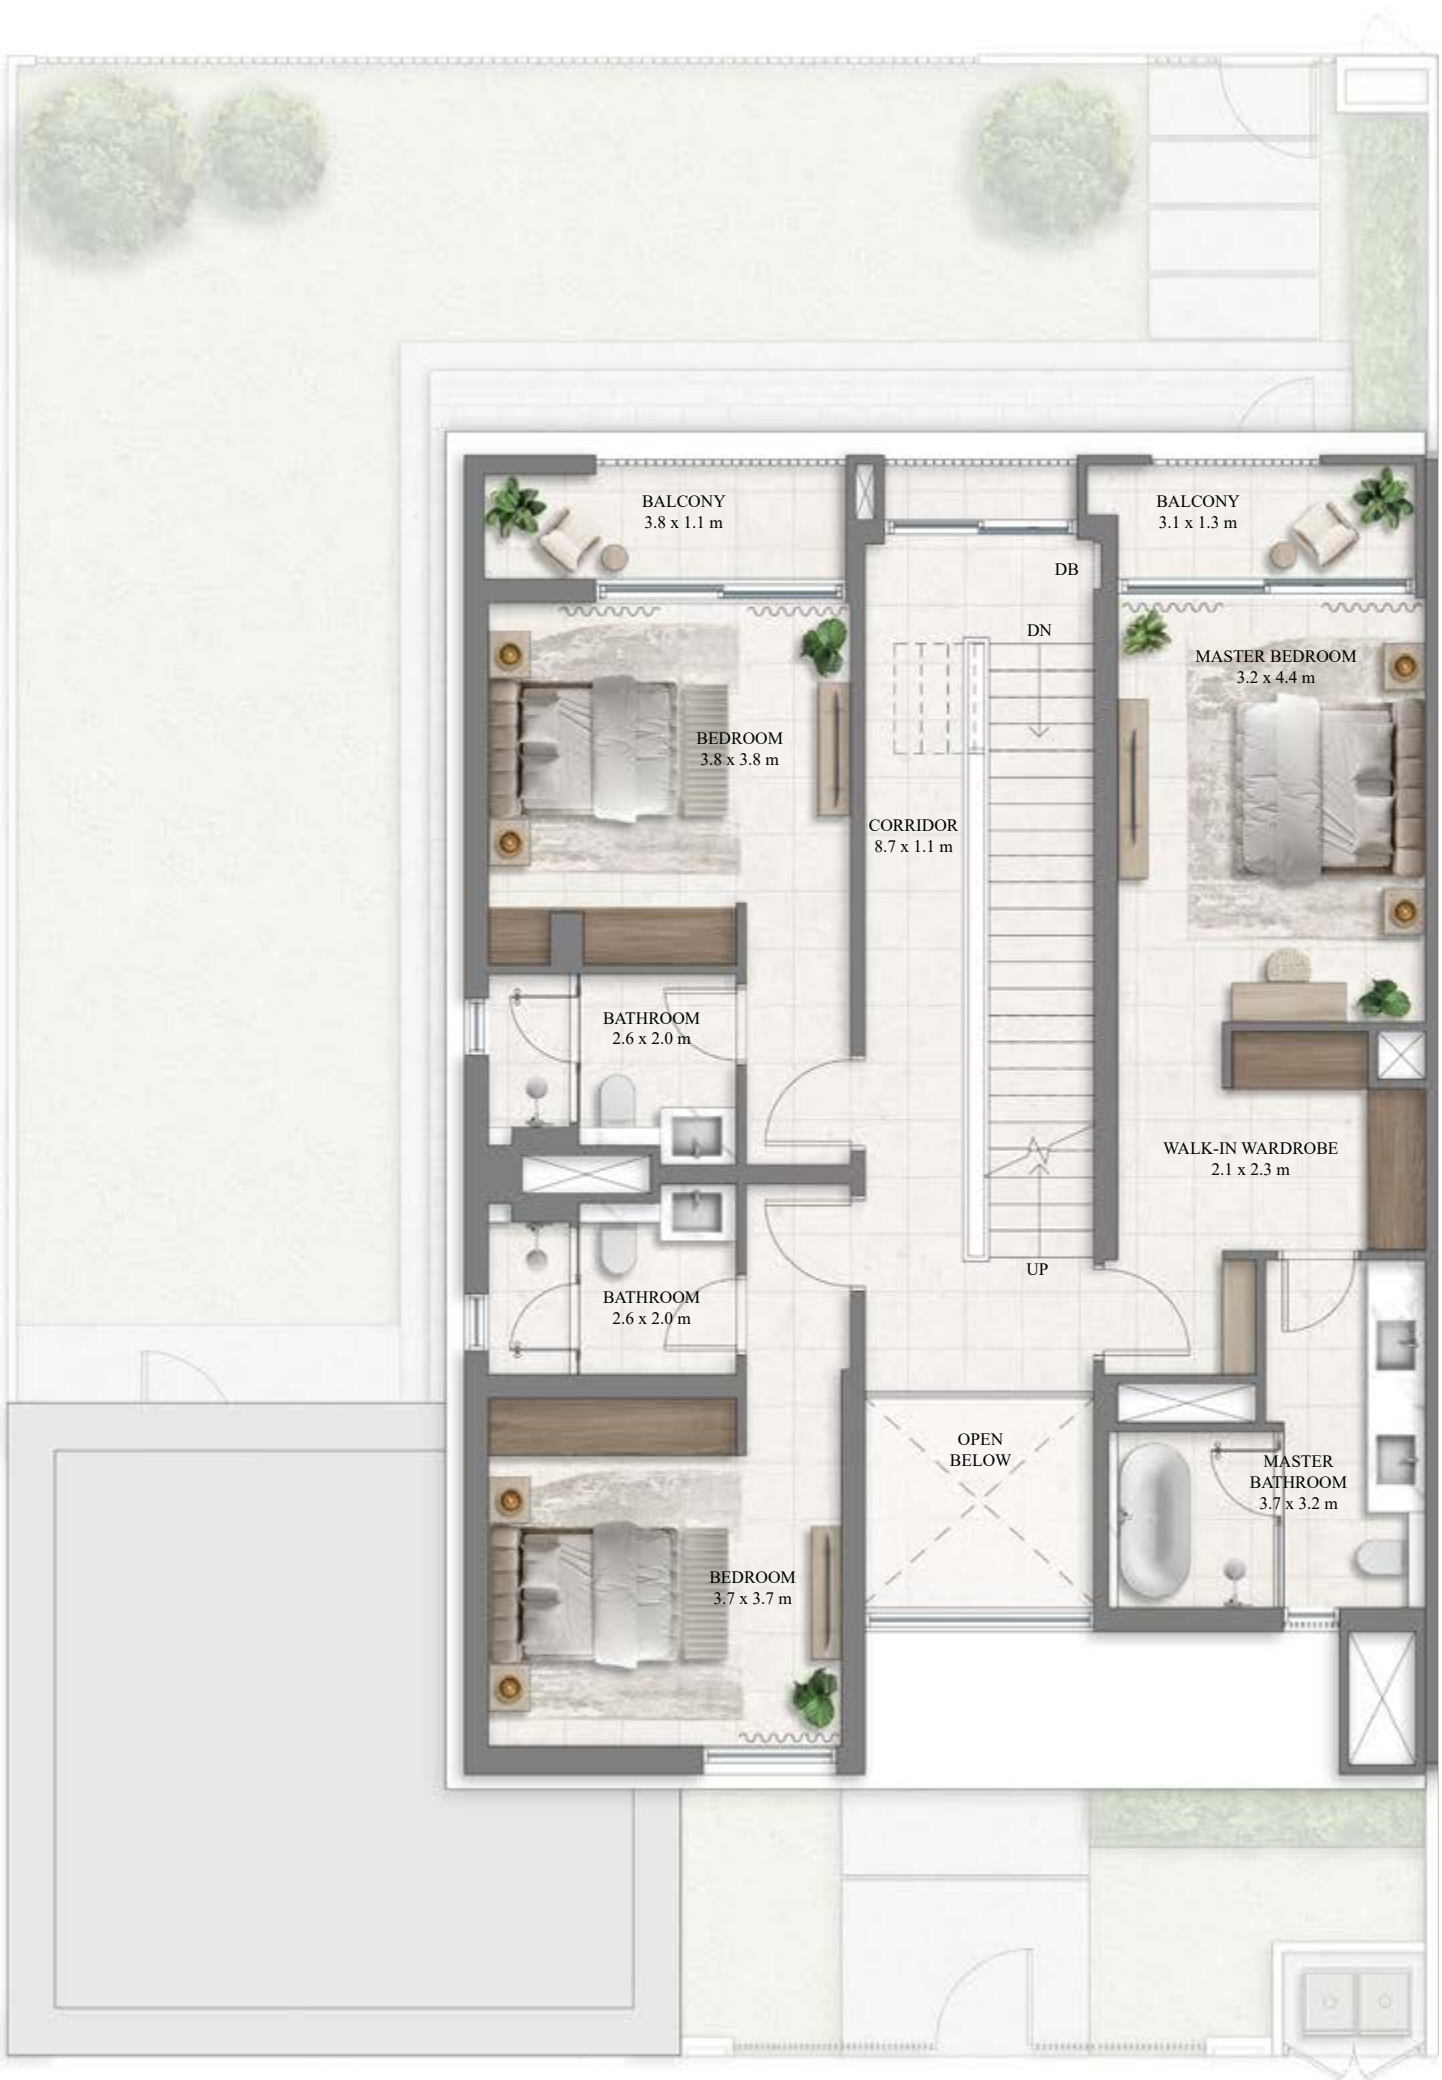 BALCONY
3.8 x 1.1 m
BALCONY
3.1 x 1.3 m
DB
DN
MASTER BEDROOM
3.2 x 4.4 m
BEDROOM
3.8 x 3.8 m
CORRIDOR
8.7 x 1.1 m
BATHROOM
2.6 x 2.0 m
WALK-IN WARDROBE
2.1 x 2.3 m
UP
BATHROOM
2.6 x 2.0 m
OPEN
BELOW
MASTER
BATHROOM
3.7 x 3.2 m
BEDROOM
3.7 x 3.7 m